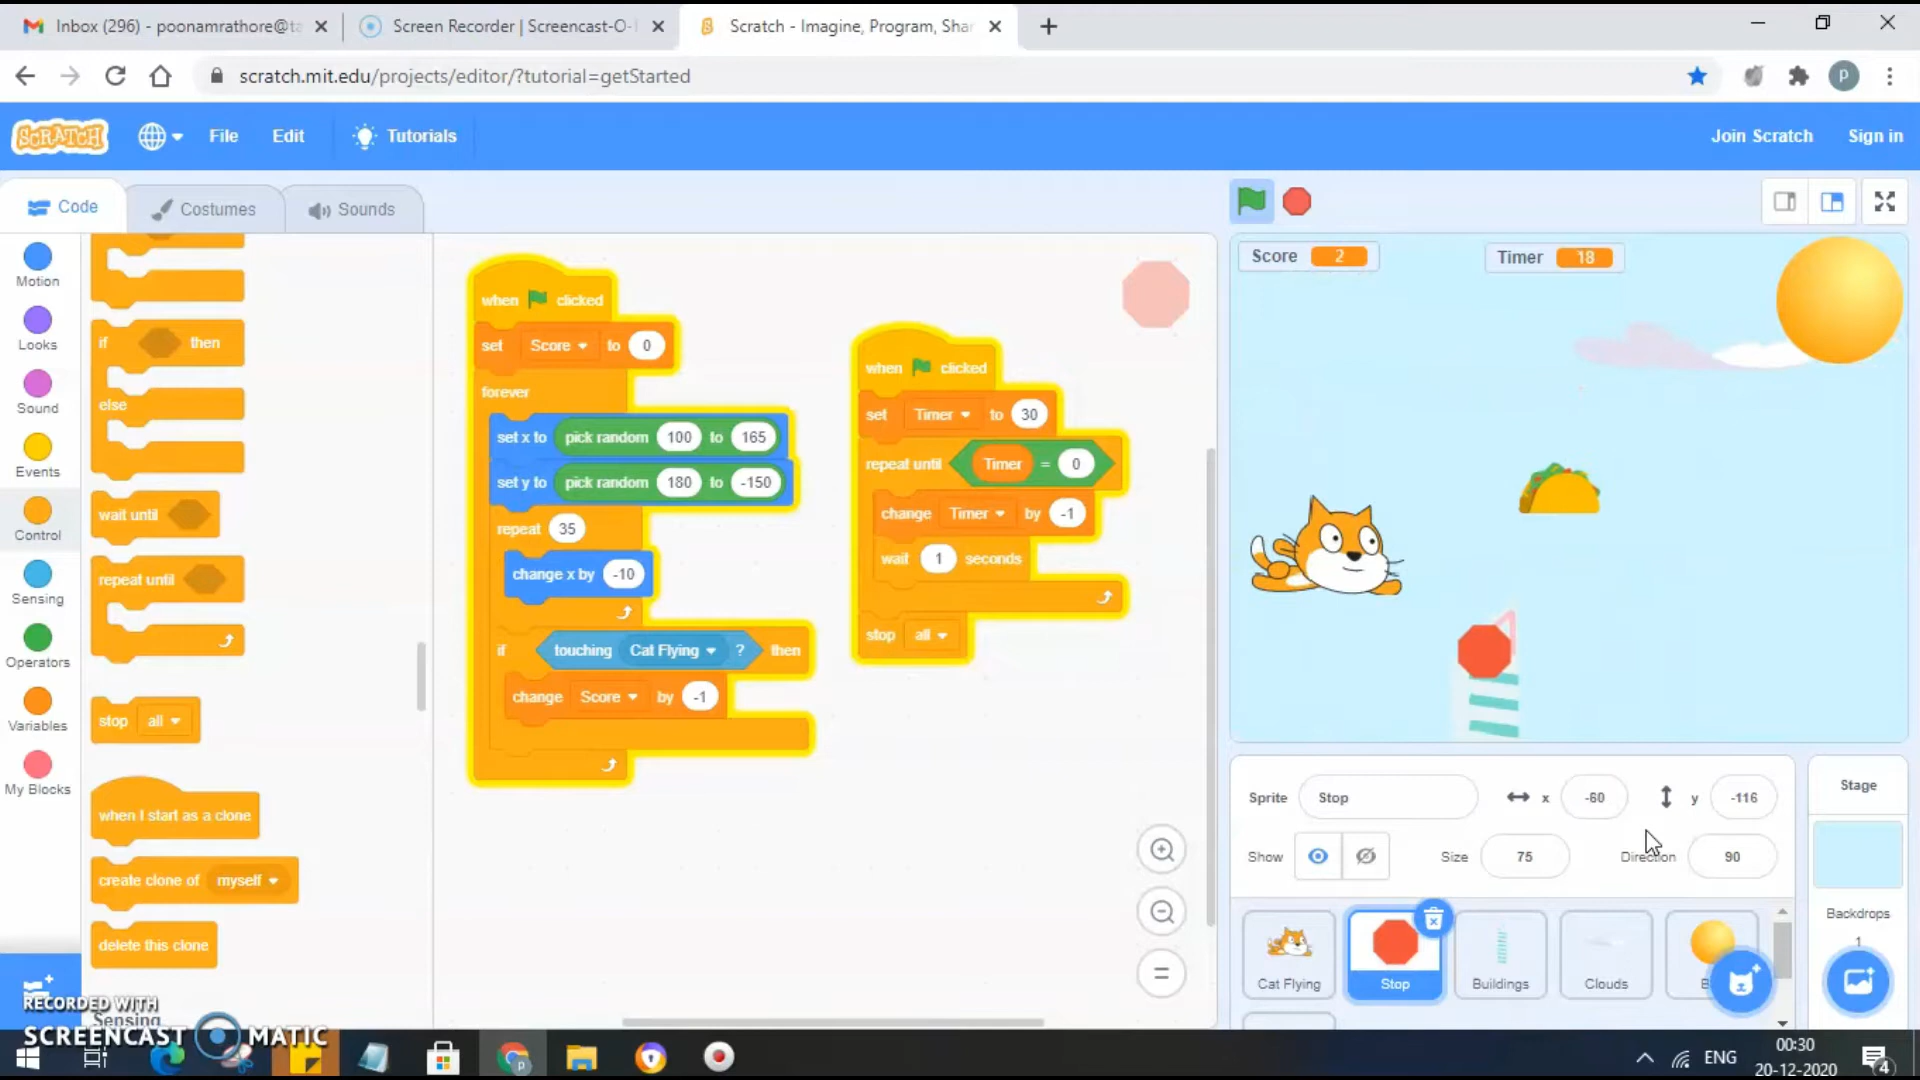 Inbox (296) - poonamrathore@ta
Screen Recorder | Screencast-O-
Scratch - Imagine, Program, Shar
scratch.mit.edu/projects/editor/?tutorial=getStarted
P
SCRATCH
File
Edit
Tutorials
Join Scratch
Sign in
Code
Costumes
Sounds
Motion
Looks
Sound
Events
Control
Sensing
Operators
Variables
My Blocks
if then
else
wait until
repeat until
stop all
when I start as a clone
create clone of myself
delete this clone
Sensing
when clicked
set Score to 0
forever
set x to pick random 100 to 165
set y to pick random 180 to -150
repeat 35
change x by -10
if touching Cat Flying ? then
change Score by -1
when clicked
set Timer to 30
repeat until Timer = 0
change Timer by -1
wait 1 seconds
stop all
Score 2
Timer 18
Sprite Stop x -60 y -116
Show Size 75 Direction 90
Stage
Backdrops
1
Cat Flying
Stop
Buildings
Clouds
RECORDED WITH
SCREENCAST MATIC
ENG
00:30
20-12-2020
4